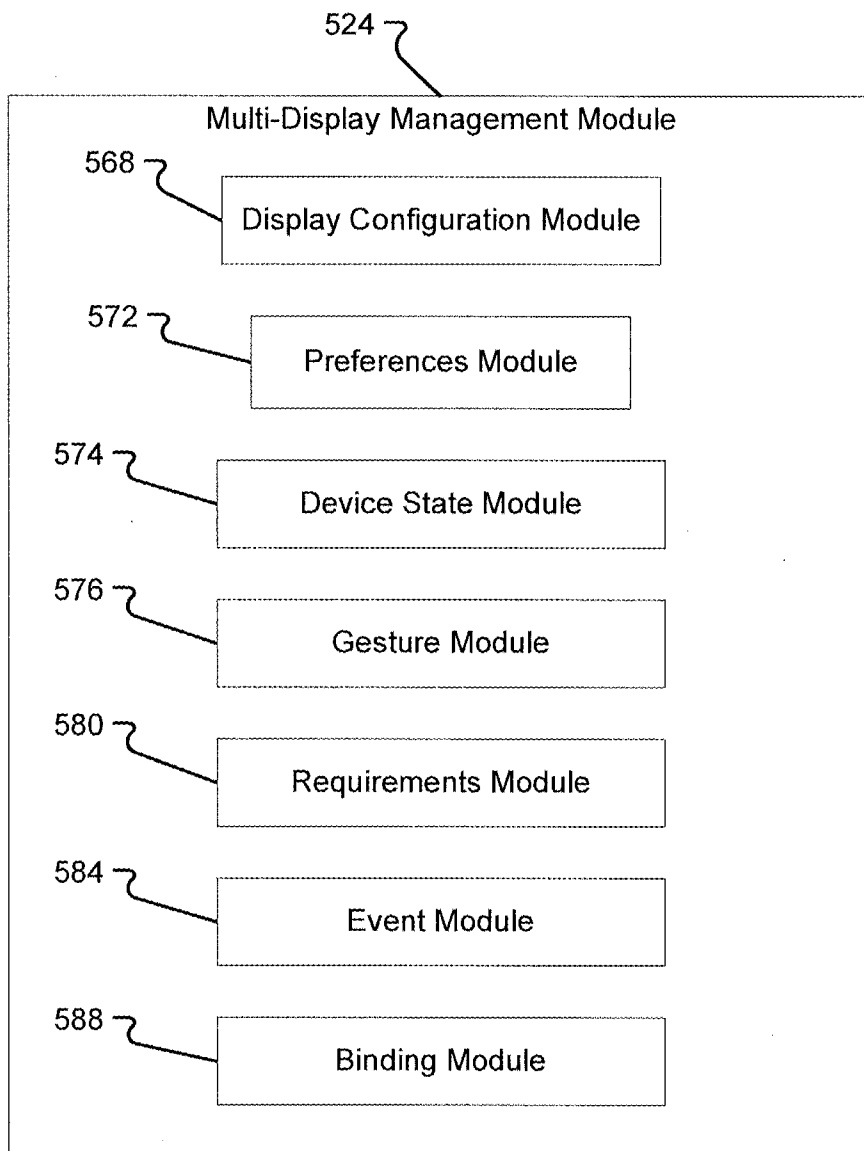 524
Multi-Display Management Module
568
Display Configuration Module
572
Preferences Module
574
Device State Module
576
Gesture Module
580
Requirements Module
584
Event Module
588
Binding Module